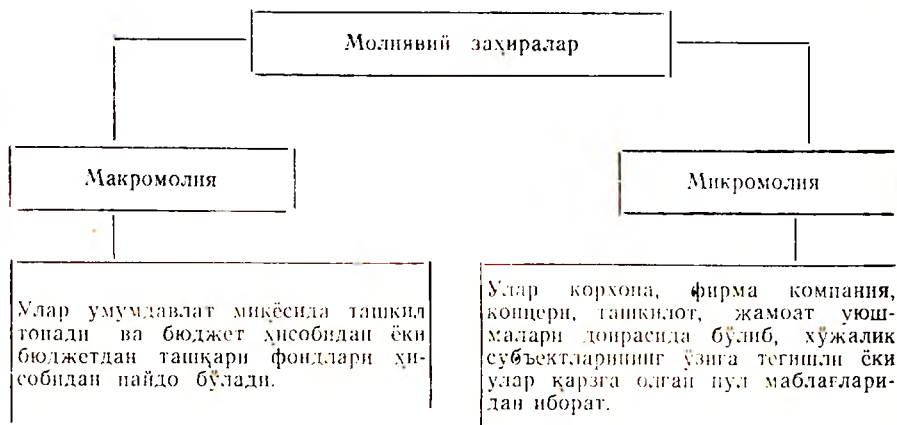 Молиявий захиралар
Макромолия
Микромолия
Улар умумдавлат миқёсида ташкил
топади ва бюджет ҳисобидан ёки
бюджетдан ташқари фондлари ҳи-
собидан пайдо бўлади.
Улар корхона, фирма компания,
концерн, ташкилот, жамоат уюш-
малари доирасида бўлиб, хўжалик
субъектларининг ўзига тегишли ёки
улар қарзга олган пул маблағлари-
дан иборат.